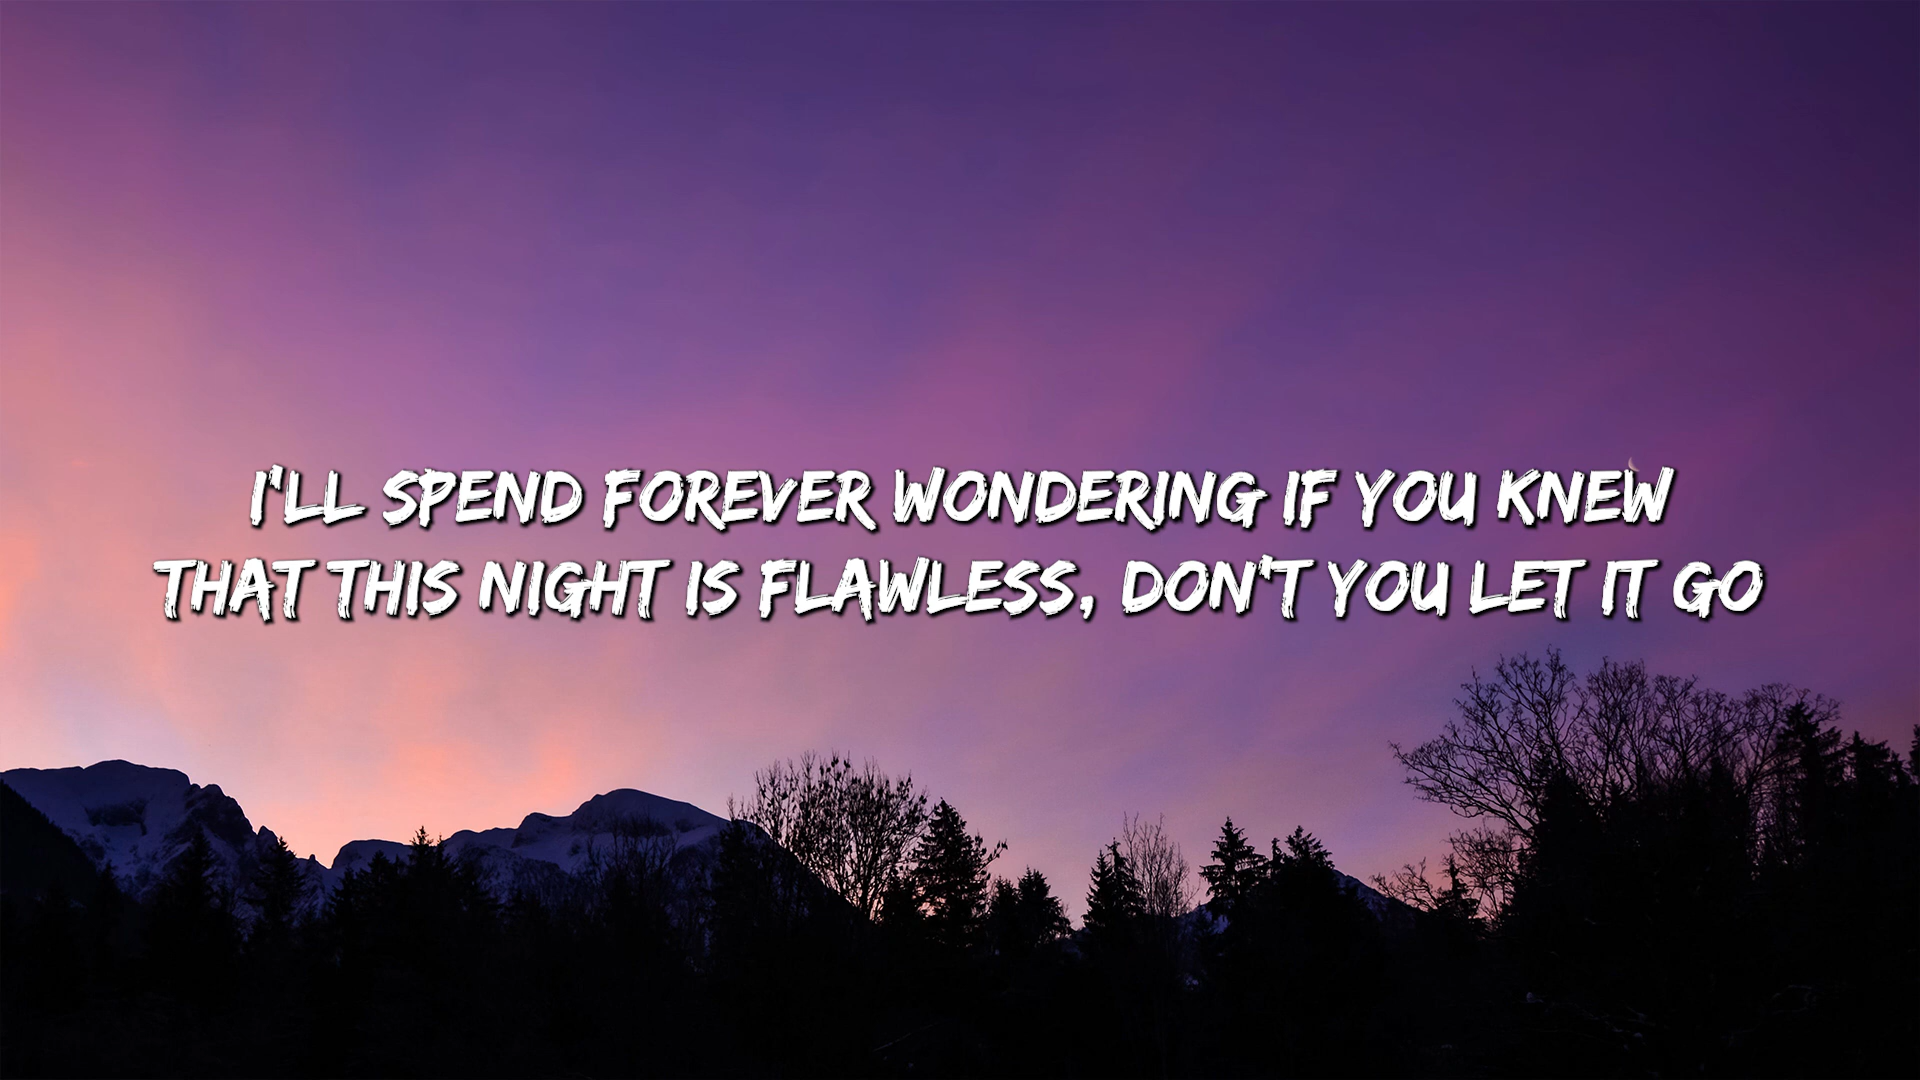 I'LL SPEND FOREVER WONDERING IF YOU KNEW
THAT THIS NIGHT IS FLAWLESS, DON'T YOU LET IT GO